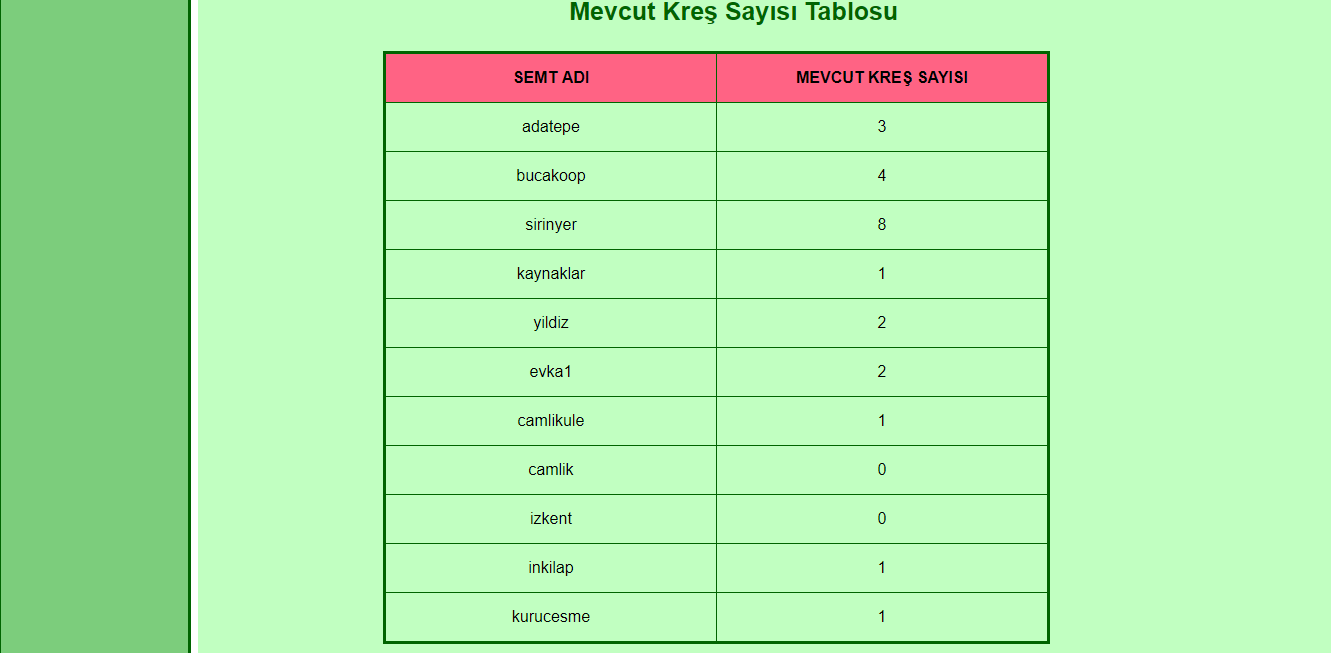 Mevcut Kreş Sayısı Tablosu
SEMT ADI MEVCUT KREŞ SAYISI
adatepe 3
bucakoop 4
sirinyer 8
kaynaklar 1
yildiz 2
evka1 2
camlikule 1
camlik 0
izkent 0
inkilap 1
kurucesme 1